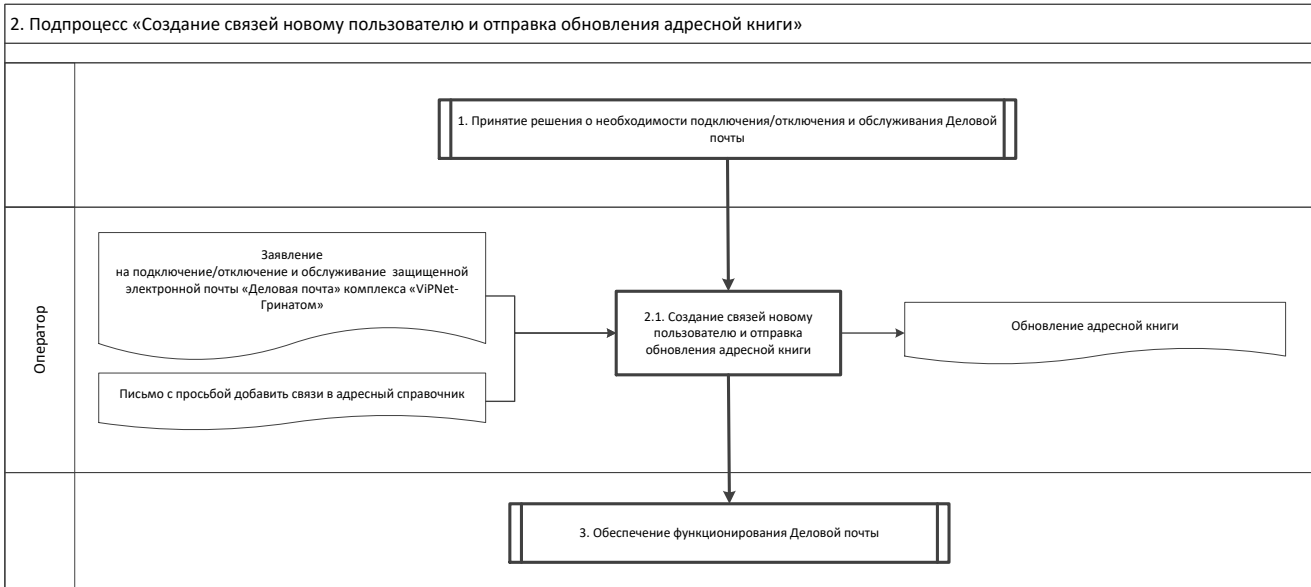 2. Подпроцесс «Создание связей новому пользователю и отправка обновления адресной книги»
1. Принятие решения о необходимости подключения/отключения и обслуживания Деловой
почты
Оператор
Заявление
на подключение/отключение и обслуживание защищенной
электронной почты «Деловая почта» комплекса «ViPNet-
Гринатом»
Письмо с просьбой добавить связи в адресный справочник
2.1. Создание связей новому
пользователю и отправка
обновления адресной книги
Обновление адресной книги
3. Обеспечение функционирования Деловой почты